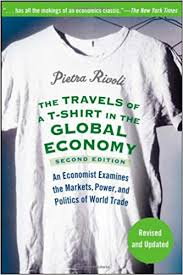 "... has all the makings of an economics classic." —The New York Times
Pietra Rivoli
THE TRAVELS OF
A T-SHIRT IN THE
GLOBAL
ECONOMY
SECOND EDITION
An Economist Examines
the Markets, Power, and
Politics of World Trade
Revised
and Updated